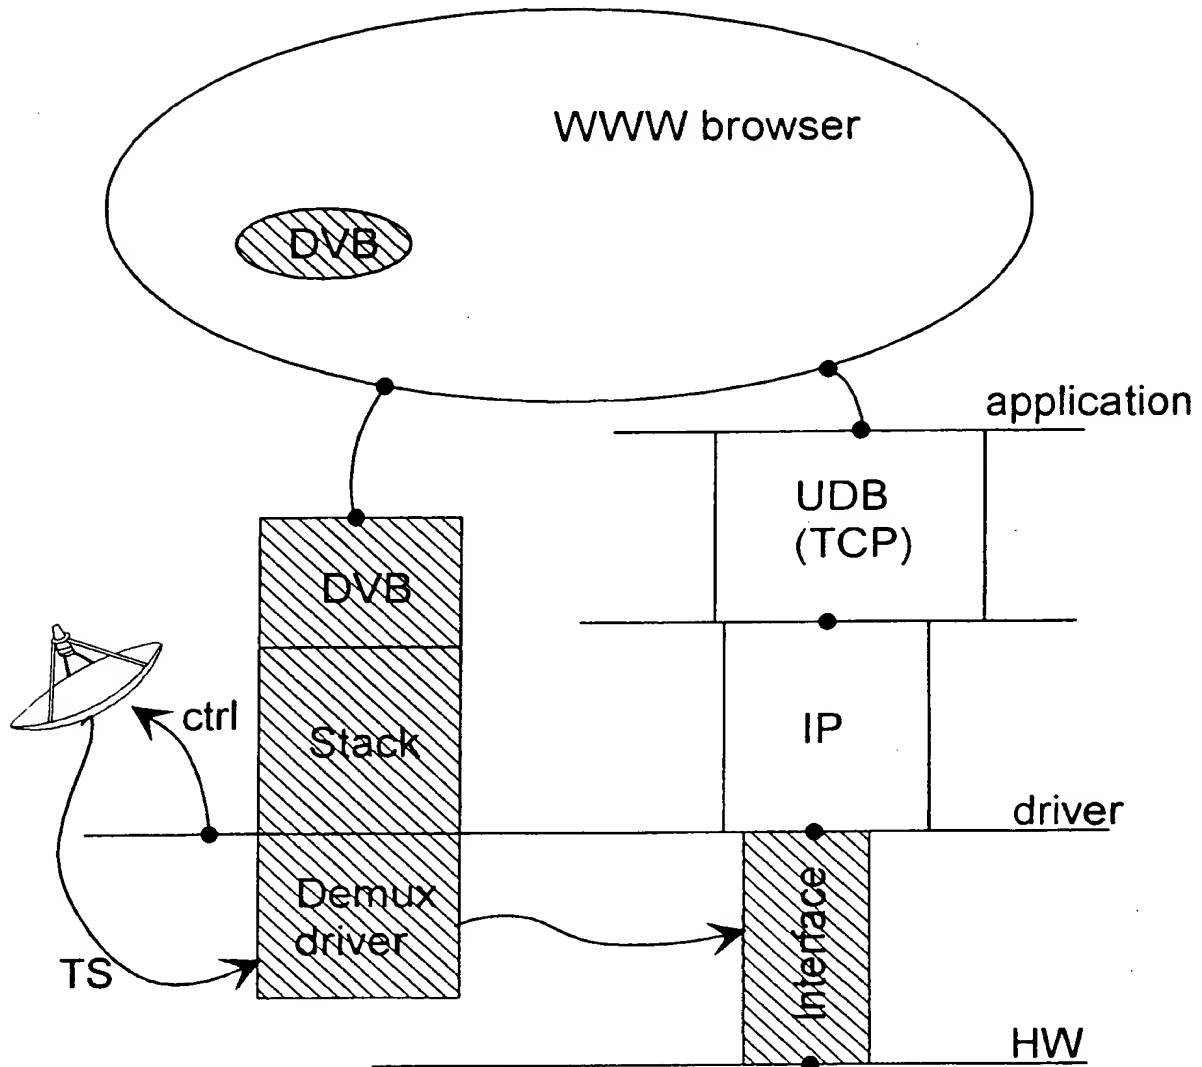 WWW browser
DVB
application
UDB
(TCP)
DVB
ctrl
Stack
IP
driver
Demux
driver
Interface
TS
HW